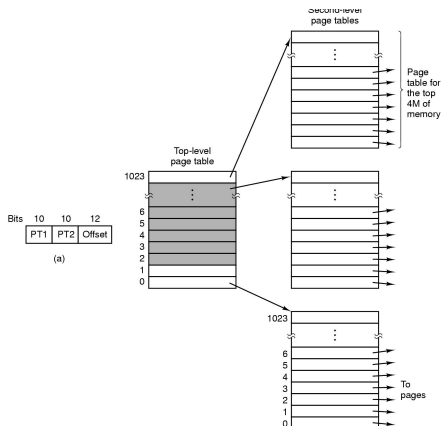 Second-level
page tables
Page
table for
the top
4M of
memory
Top-level
page table
1023
6
5
4
3
2
1
0
Bits 10 10 12
PT1 PT2 Offset
(a)
1023
6
5
4
3
2
1
0
To
pages